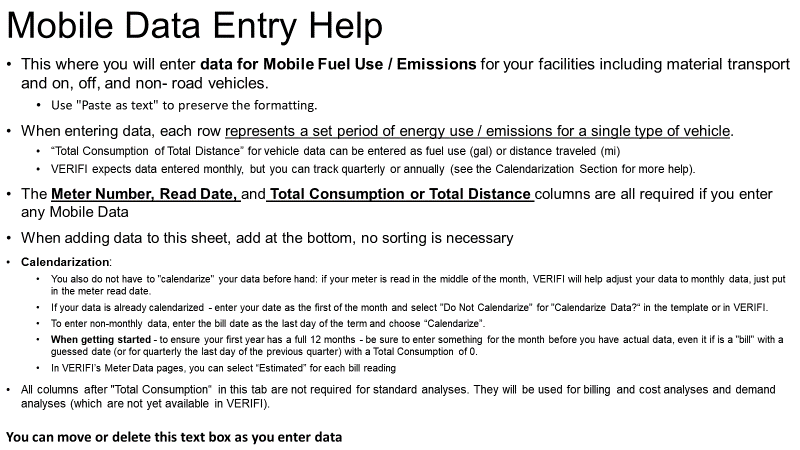 Mobile Data Entry Help
• This where you will enter data for Mobile Fuel Use / Emissions for your facilities including material transport
and on, off, and non- road vehicles.
• Use "Paste as text" to preserve the formatting.
• When entering data, each row represents a set period of energy use / emissions for a single type of vehicle.
• “Total Consumption of Total Distance” for vehicle data can be entered as fuel use (gal) or distance traveled (mi)
• VERIFI expects data entered monthly, but you can track quarterly or annually (see the Calendarization Section for more help).
• The Meter Number, Read Date, and Total Consumption or Total Distance columns are all required if you enter
any Mobile Data
• When adding data to this sheet, add at the bottom, no sorting is necessary
• Calendarization:
• You also do not have to "calendarize" your data before hand: if your meter is read in the middle of the month, VERIFI will help adjust your data to monthly data, just put
in the meter read date.
• If your data is already calendarized - enter your date as the first of the month and select "Do Not Calendarize" for "Calendarize Data?" in the template or in VERIFI.
• To enter non-monthly data, enter the bill date as the last day of the term and choose “Calendarize”.
• When getting started - to ensure your first year has a full 12 months - be sure to enter something for the month before you have actual data, even it if is a "bill" with a
guessed date (or for quarterly the last day of the previous quarter) with a Total Consumption of 0.
• In VERIFI's Meter Data pages, you can select “Estimated” for each bill reading
• All columns after "Total Consumption" in this tab are not required for standard analyses. They will be used for billing and cost analyses and demand
analyses (which are not yet available in VERIFI).
You can move or delete this text box as you enter data